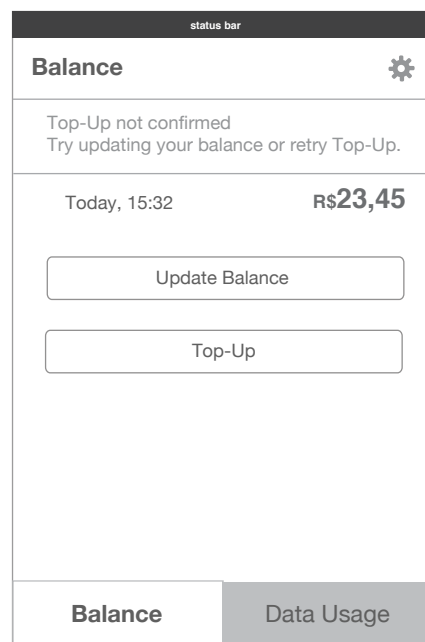 status bar
Balance
Top-Up not confirmed
Try updating your balance or retry Top-Up.
Today, 15:32 R$23,45
Update Balance
Top-Up
Balance Data Usage